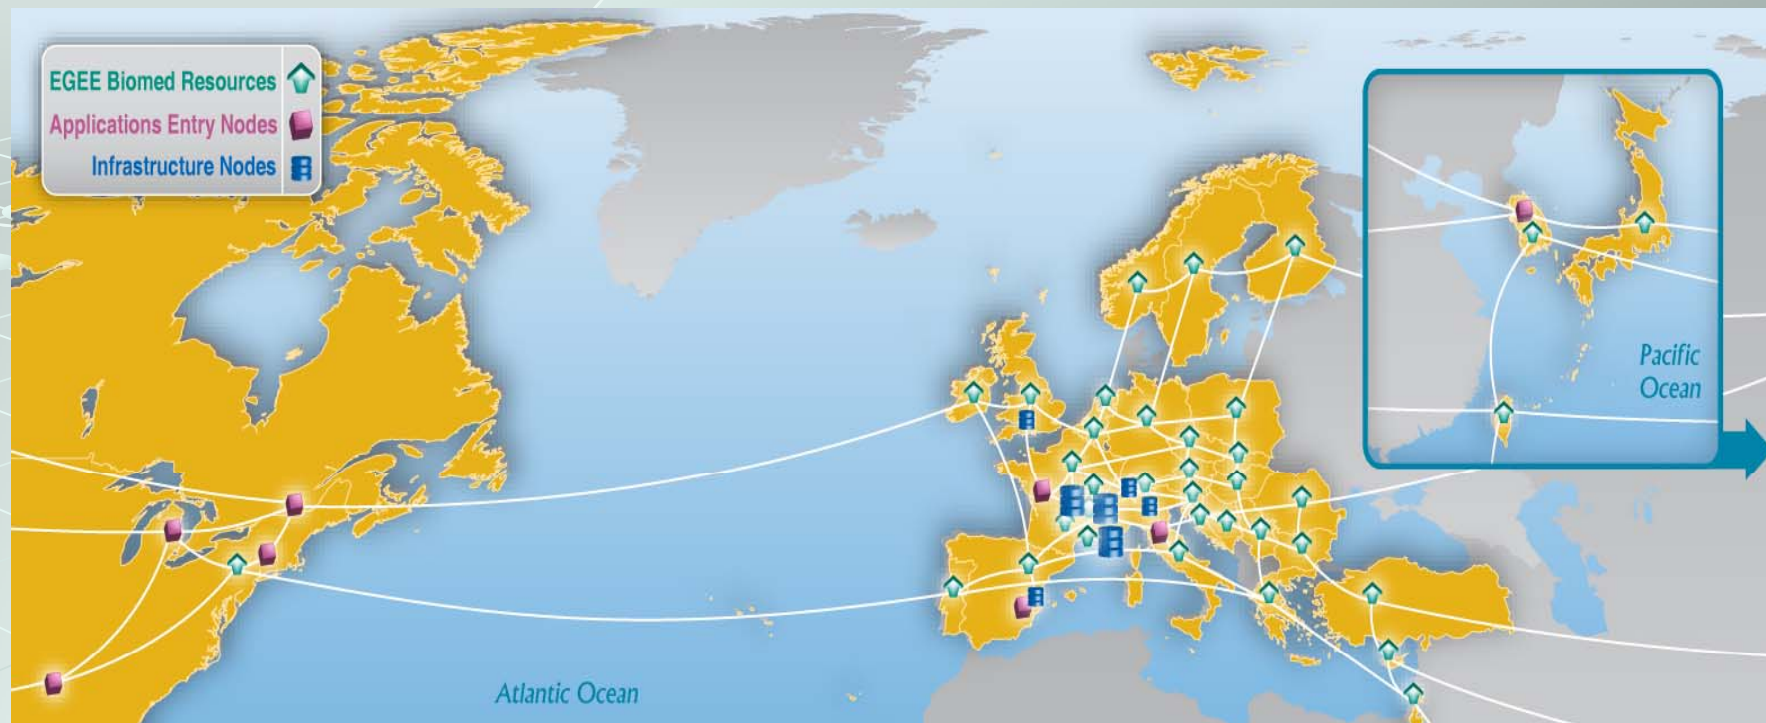 EGEE Biomed Resources
Applications Entry Nodes
Infrastructure Nodes
Pacific
Ocean
Atlantic Ocean